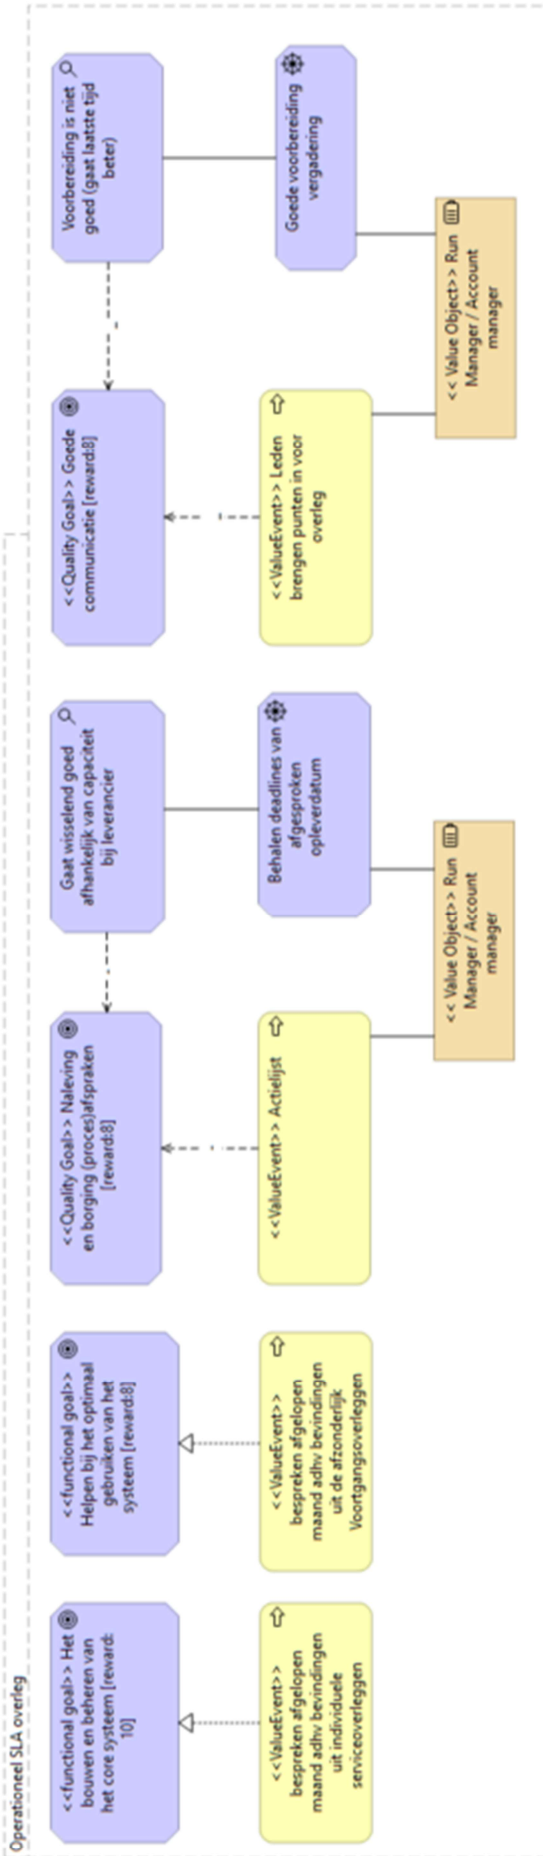 Operationeel SLA overleg
<<functional goal>> Het
bouwen en beheren van
het core systeem [reward:
10]
<<functional goal>>
Helpen bij het optimaal
gebruiken van het
systeem [reward:8]
<<Quality Goal>> Naleving
en borging (proces)afspraken
[reward:8]
Gaat wisselend goed
afhankelijk van capaciteit
bij leverancier
<<Quality Goal>> Goede
communicatie [reward:8]
Voorbereiding is niet
goed (gaat laatste tijd
beter)
<<ValueEvent>>
bespreken afgelopen
maand adhv bevindingen
uit individuele
serviceoverleggen
<<ValueEvent>>
bespreken afgelopen
maand adhv bevindingen
uit de afzonderlijk
Voortgangsoverleggen
<<ValueEvent>> Actielijst
Behalen deadlines van
afgesproken
opleverdatum
<<ValueEvent>> Leden
brengen punten in voor
overleg
Goede voorbereiding
vergadering
<< Value Object>> Run
Manager / Account
manager
<< Value Object>> Run
Manager / Account
manager